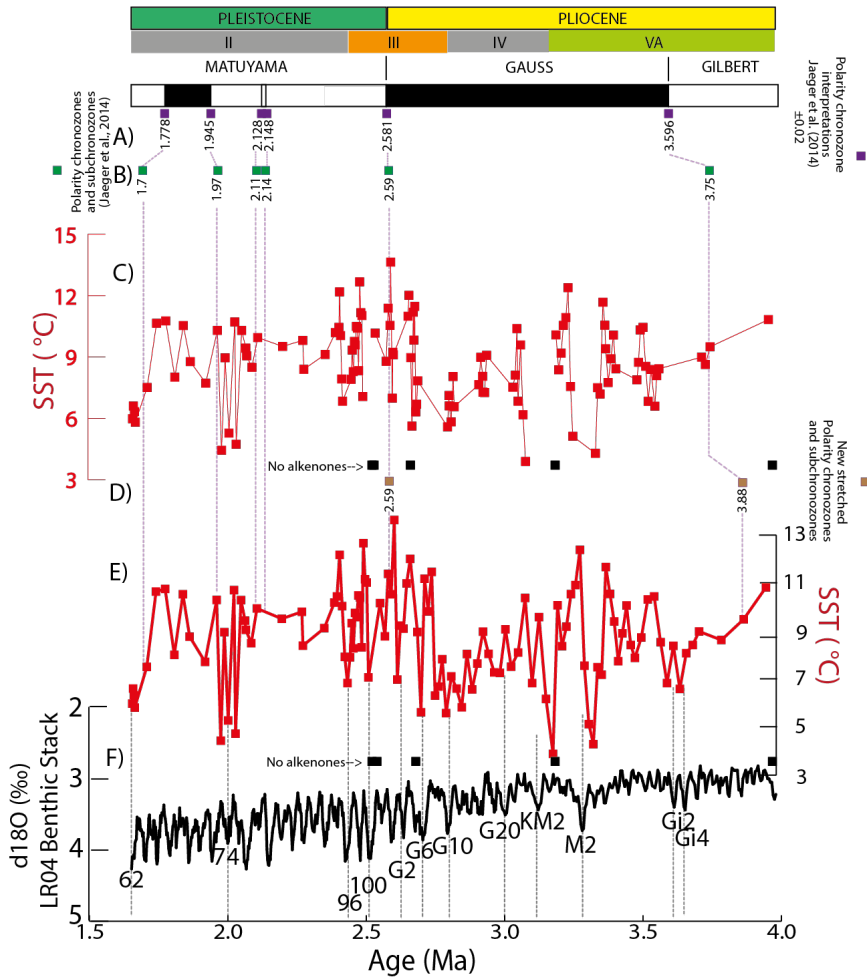 PLEISTOCENE PLIOCENE
II III IV VA
MATUYAMA GAUSS GILBERT
A)
1.778
1.945
2.128
2.148
2.581
3.596
Polarity chronozone
interpretations
Jaeger et al. (2014)
±0.02
Polarity chronozones
and subchronozones
(Jaeger et al., 2014)
B)
1.7
1.97
2.11
2.14
2.59
3.75
C)
15
12
9
6
3
SST ( °C)
No alkenones-->
D)
2.59
3.88
New stretched
Polarity chronozones
and subchronozones
E)
13
11
9
7
5
3
SST ( °C)
No alkenones-->
F)
2
3
4
5
d18O (‰)
LR04 Benthic Stack
62
74
96
100
G2
G6
G10
G20
KM2
M2
Gi2
Gi4
1.5 2.0 2.5 3.0 3.5 4.0
Age (Ma)